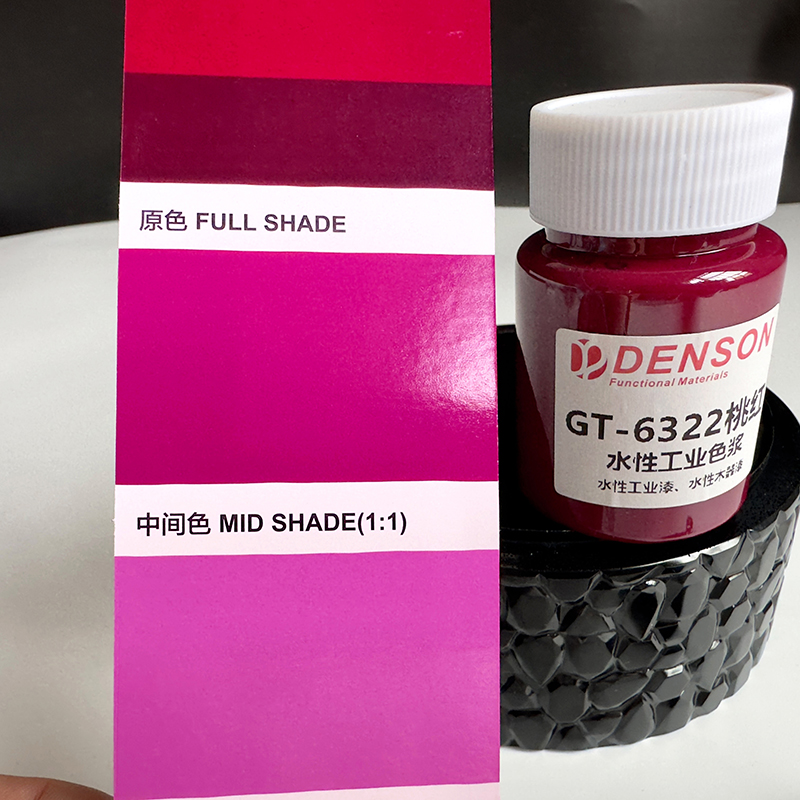 原色 FULL SHADE
中间色 MID SHADE(1:1)
DENSON
Functional Materials
GT-6322桃红
水性工业色浆
水性工业漆、水性木器漆